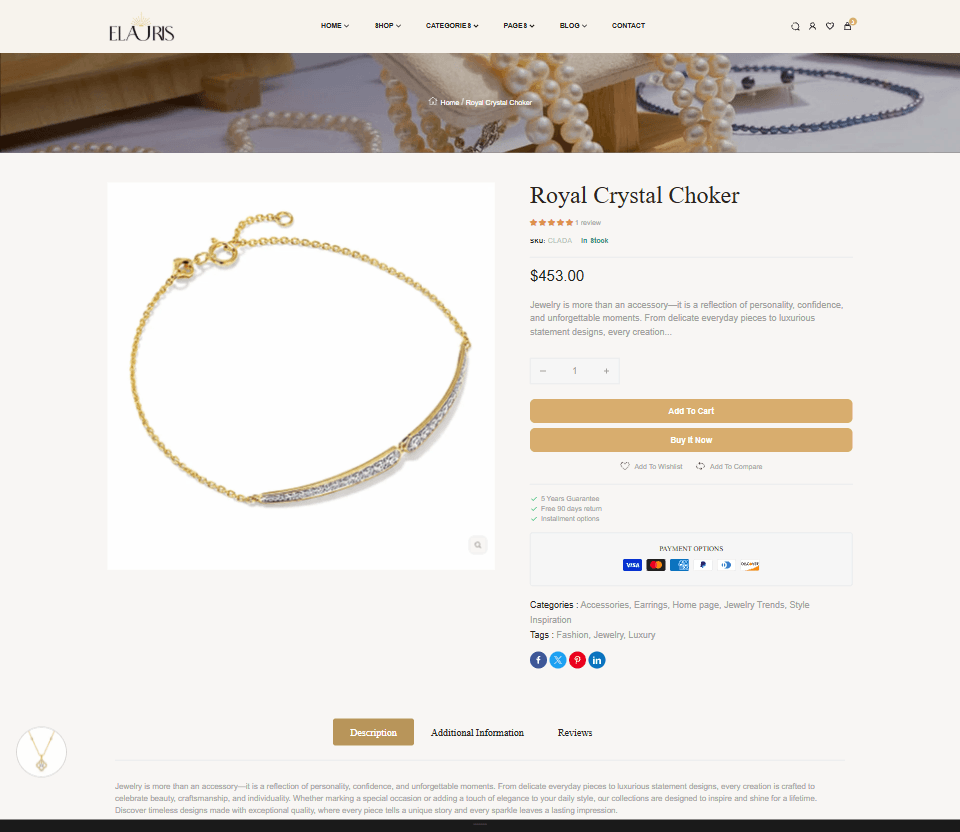 ELAURIS
HOME SHOP CATEGORIES PAGES BLOG CONTACT
Home / Royal Crystal Choker
Royal Crystal Choker
1 review
SKU: CLADA In Stock
$453.00
Jewelry is more than an accessory—it is a reflection of personality, confidence,
and unforgettable moments. From delicate everyday pieces to luxurious
statement designs, every creation...
− 1 +
Add To Cart
Buy It Now
Add To Wishlist Add To Compare
5 Years Guarantee
Free 90 days return
Installment options
PAYMENT OPTIONS
VISA DISCOVER
Categories : Accessories, Earrings, Home page, Jewelry Trends, Style
Inspiration
Tags : Fashion, Jewelry, Luxury
Description Additional Information Reviews
Jewelry is more than an accessory—it is a reflection of personality, confidence, and unforgettable moments. From delicate everyday pieces to luxurious statement designs, every creation is crafted to
celebrate beauty, craftsmanship, and individuality. Whether marking a special occasion or adding a touch of elegance to your daily style, our collections are designed to inspire and shine for a lifetime.
Discover timeless designs made with exceptional quality, where every piece tells a unique story and every sparkle leaves a lasting impression.